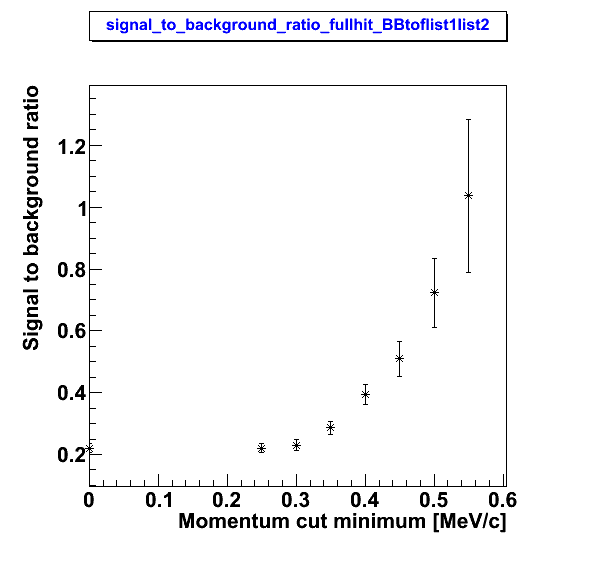 signal_to_background_ratio_fullhit_BBtoflist1list2
Signal to background ratio
1.2
1
0.8
0.6
0.4
0.2
0 0.1 0.2 0.3 0.4 0.5 0.6
Momentum cut minimum [MeV/c]